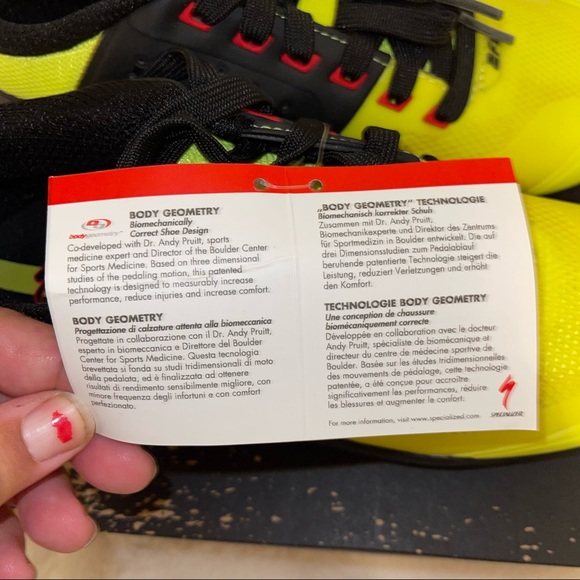 BODY GEOMETRY
Biomechanically
Correct Shoe Design
body geometry
Co-developed with Dr. Andy Pruitt, sports
medicine expert and Director of the Boulder Center
for Sports Medicine. Based on three dimensional
studies of the pedaling motion, this patented
technology is designed to measurably increase
performance, reduce injuries and increase comfort.
BODY GEOMETRY
Progettazione di calzature attenta alla biomeccanica
Progettate in collaborazione con il Dr. Andy Pruitt,
esperto in biomeccanica e Direttore del Boulder
Center for Sports Medicine. Questa tecnologia
brevettata si fonda su studi tridimensionali di moto
della pedalata, ed è finalizzata ad ottenere
risultati di rendimento sensibilmente migliore, con
minore frequenza degli infortuni e con comfort
perfezionato.
„BODY GEOMETRY" TECHNOLOGIE
Biomechanisch korrekter Schuh
Zusammen mit Dr. Andy Pruitt,
Biomechanikexperte und Direktor des Zentrums
für Sportmedizin in Boulder entwickelt. Die auf
drei Dimensionsstudien zum Pedalablauf
beruhende patentierte Technologie steigert die
Leistung, reduziert Verletzungen und erhöht
den Komfort.
TECHNOLOGIE BODY GEOMETRY
Une conception de chaussure
biomécaniquement correcte
Développée en collaboration avec le docteur
Andy Pruitt, spécialiste de biomécanique et
directeur du centre de médecine sportive de
Boulder. Basée sur les études tridimensionnelles
des mouvements de pédalage, cette technologie
patentée, a été conçue pour accroître
significativement les performances, réduire
les blessures et augmenter le confort.
SPECIALIZED
For more information, visit www.specialized.com